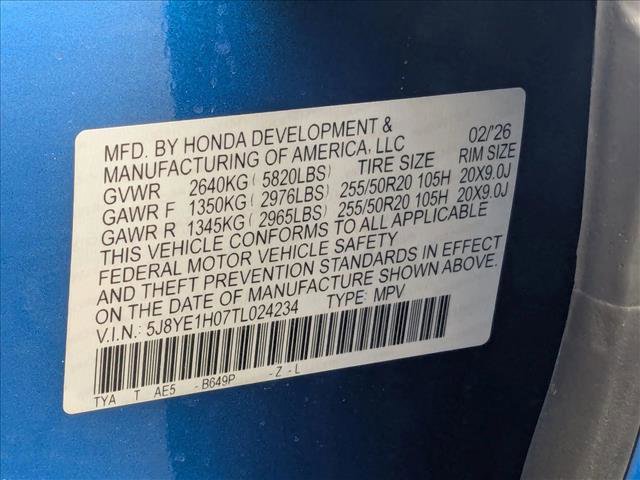 MFD. BY HONDA DEVELOPMENT & 02/'26
MANUFACTURING OF AMERICA, LLC
GVWR 2640KG( 5820LBS) TIRE SIZE RIM SIZE
GAWR F 1350KG( 2976LBS) 255/50R20 105H 20X9.0J
GAWR R 1345KG( 2965LBS) 255/50R20 105H 20X9.0J
THIS VEHICLE CONFORMS TO ALL APPLICABLE
FEDERAL MOTOR VEHICLE SAFETY
AND THEFT PREVENTION STANDARDS IN EFFECT
ON THE DATE OF MANUFACTURE SHOWN ABOVE.
V.I.N.: 5J8YE1H07TL024234 TYPE: MPV
TYA T AE5 -B649P -Z-L